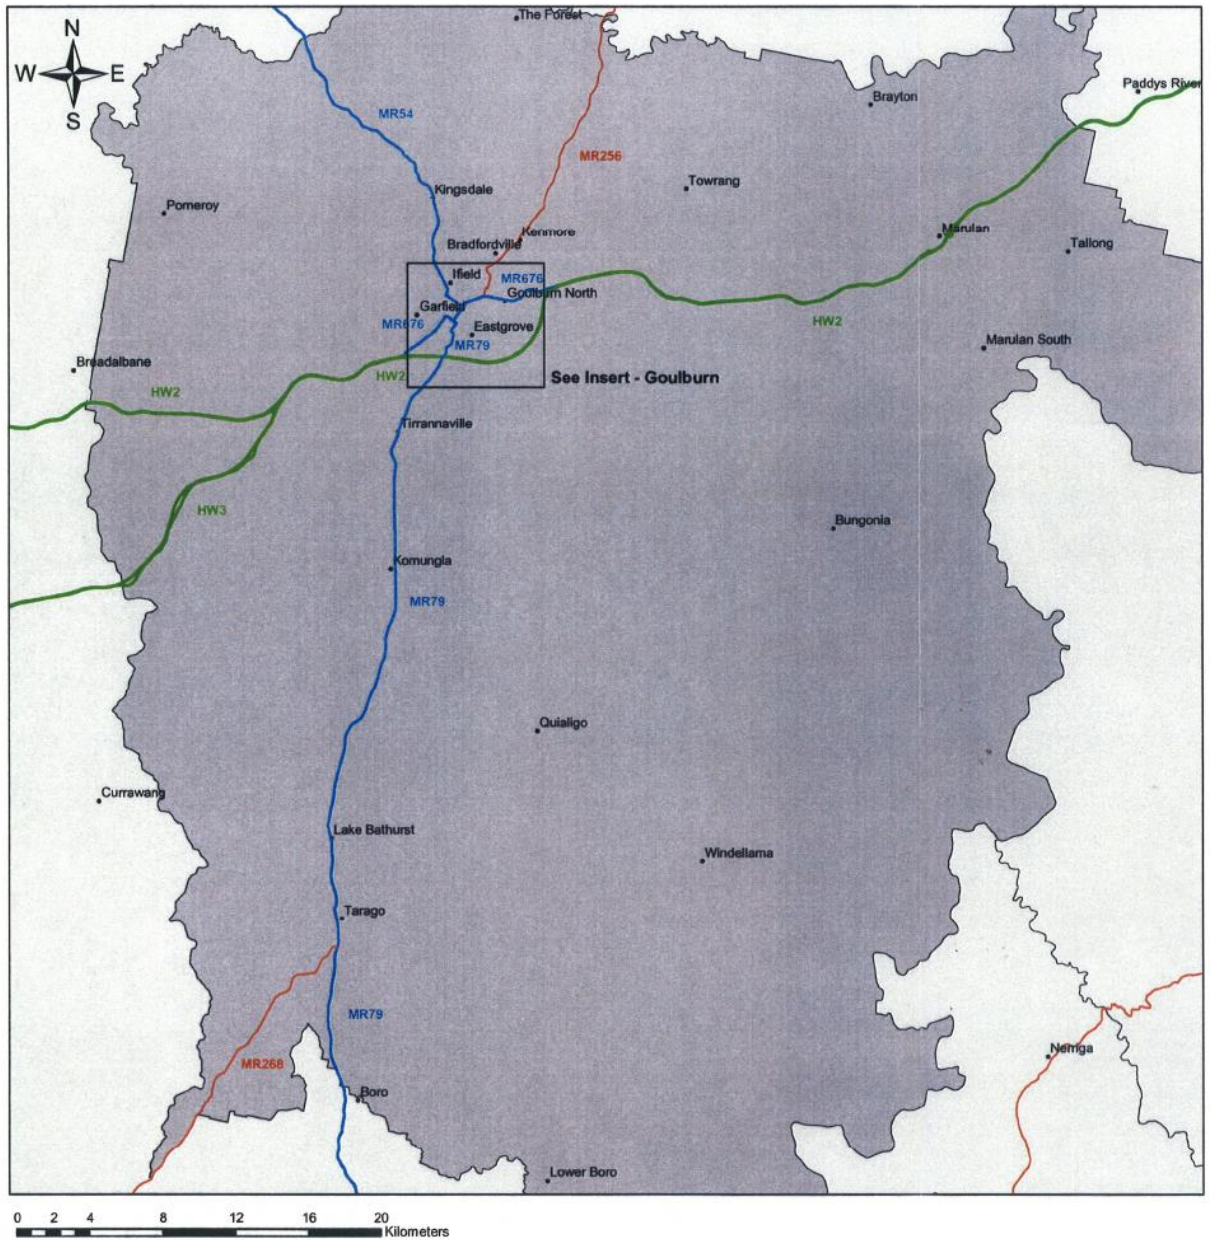 N
The Forest
W E
Paddys River
Brayton
S
MR54
MR256
Towrang
Kingsdale
Pomeroy
Kenmore
Marulan
Bradfordville
Tallong
Ifield
MR676
Goulburn North
Garfield
MR676
Eastgrove
HW2
MR79
Marulan South
Breadalbane
HW2
See Insert - Goulburn
HW2
Tirrannaville
HW3
Bungonia
Komungla
MR79
Quialigo
Currawang
Lake Bathurst
Windellama
Tarago
MR79
Nerriga
MR268
Boro
Lower Boro
0 2 4 8 12 16 20
Kilometers